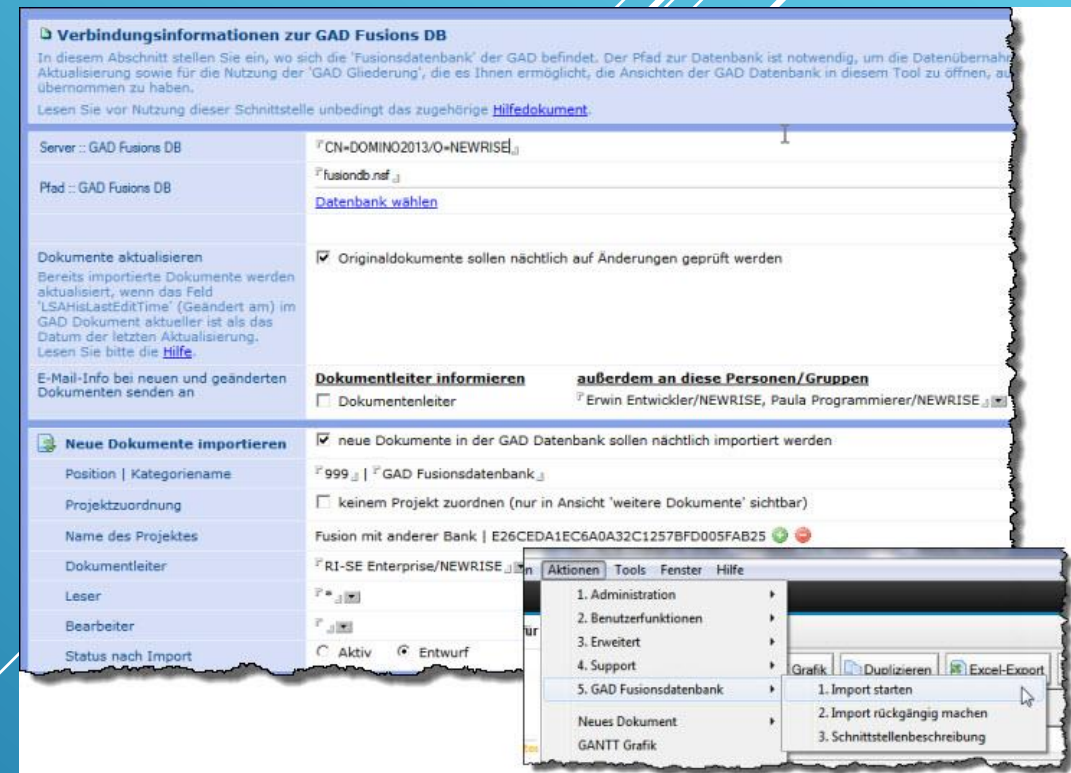 Verbindungsinformationen zur GAD Fusions DB
In diesem Abschnitt stellen Sie ein, wo sich die 'Fusionsdatenbank' der GAD befindet. Der Pfad zur Datenbank ist notwendig, um die
Aktualisierung sowie für die Nutzung der 'GAD Gliederung', die es Ihnen ermöglicht, die Ansichten der GAD Datenbank in diesem Tool zu öffnen,
übernommen zu haben.
Lesen Sie vor Nutzung dieser Schnittstelle unbedingt das zugehörige Hilfedokument.
Server :: GAD Fusions DB
CN=DOMINO2013/O=NEWRISE
Pfad :: GAD Fusions DB
fusiondb.nsf
Datenbank wählen
Dokumente aktualisieren
Originaldokumente sollen nächtlich auf Änderungen geprüft werden
Bereits importierte Dokumente werden
aktualisiert, wenn das Feld
'LSAHisLastEditTime' (Geändert am) im
GAD Dokument aktueller ist als das
Datum der letzten Aktualisierung.
Lesen Sie bitte die Hilfe.
E-Mail-Info bei neuen und geänderten
Dokumenten senden an
Dokumentleiter informieren
außerdem an diese Personen/Gruppen
Dokumentenleiter
Erwin Entwickler/NEWRISE, Paula Programmierer/NEWRISE
Neue Dokumente importieren
neue Dokumente in der GAD Datenbank sollen nächtlich importiert werden
Position | Kategoriename
999 | GAD Fusionsdatenbank
Projektzuordnung
keinem Projekt zuordnen (nur in Ansicht 'weitere Dokumente' sichtbar)
Name des Projektes
Fusion mit anderer Bank | E26CEDA1EC6A0A32C1257BFD005FAB25
Dokumentleiter
RI-SE Enterprise/NEWRISE
Leser
*
Bearbeiter
Status nach Import
Aktiv Entwurf
Aktionen Tools Fenster Hilfe
1. Administration
2. Benutzerfunktionen
3. Erweitert
4. Support
5. GAD Fusionsdatenbank
Neues Dokument
GANTT Grafik
Grafik Duplizieren Excel-Export
1. Import starten
2. Import rückgängig machen
3. Schnittstellenbeschreibung